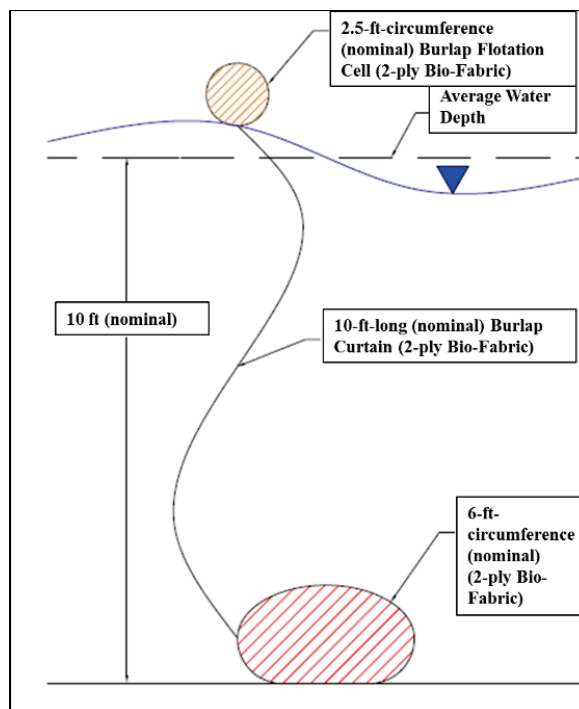 2.5-ft-circumference
(nominal) Burlap Flotation
Cell (2-ply Bio-Fabric)
Average Water
Depth
10 ft (nominal)
10-ft-long (nominal) Burlap
Curtain (2-ply Bio-Fabric)
6-ft-
circumference
(nominal)
(2-ply Bio-
Fabric)